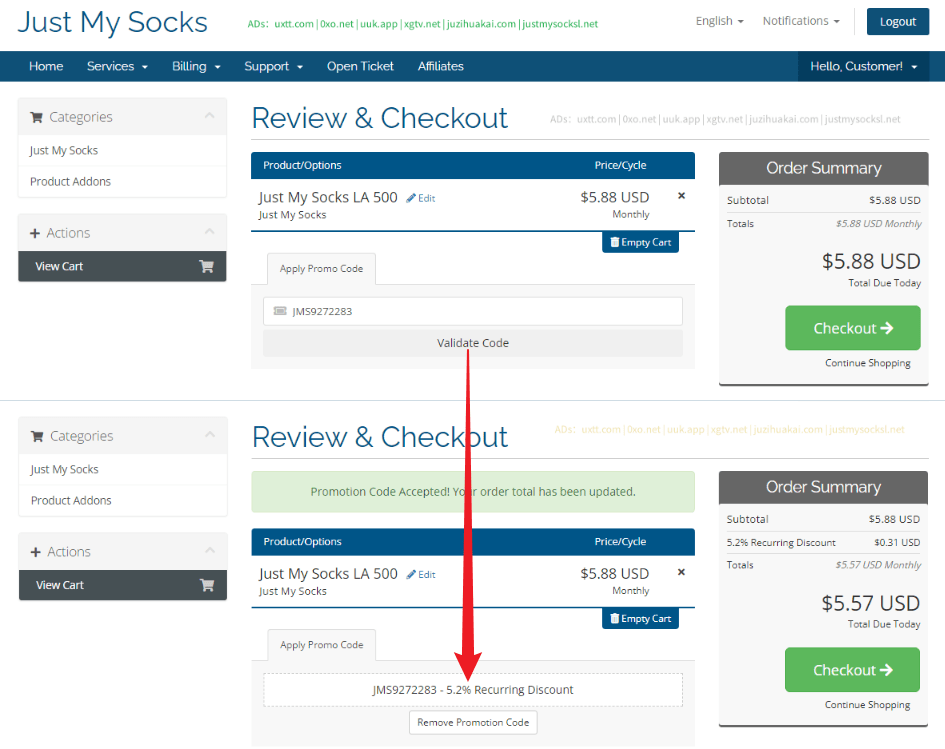 Just My Socks
ADs: uxtt.com | 0xo.net | uuk.app | xgtv.net | juzihuakai.com | justmysocksl.net
English
Notifications
Logout
Home Services Billing Support Open Ticket Affiliates Hello, Customer!
Categories
Just My Socks
Product Addons
Actions
View Cart
Review & Checkout
ADs: uxtt.com | 0xo.net | uuk.app | xgtv.net | juzihuakai.com | justmysocksl.net
Product/Options Price/Cycle
Just My Socks LA 500 Edit $5.88 USD
Just My Socks Monthly
Empty Cart
Apply Promo Code
JMS9272283
Validate Code
Order Summary
Subtotal $5.88 USD
Totals $5.88 USD Monthly
$5.88 USD
Total Due Today
Checkout
Continue Shopping
Categories
Just My Socks
Product Addons
Actions
View Cart
Review & Checkout
ADs: uxtt.com | 0xo.net | uuk.app | xgtv.net | juzihuakai.com | justmysocksl.net
Promotion Code Accepted! Your order total has been updated.
Product/Options Price/Cycle
Just My Socks LA 500 Edit $5.88 USD
Just My Socks Monthly
Empty Cart
Apply Promo Code
JMS9272283 - 5.2% Recurring Discount
Remove Promotion Code
Order Summary
Subtotal $5.88 USD
5.2% Recurring Discount $0.31 USD
Totals $5.57 USD Monthly
$5.57 USD
Total Due Today
Checkout
Continue Shopping